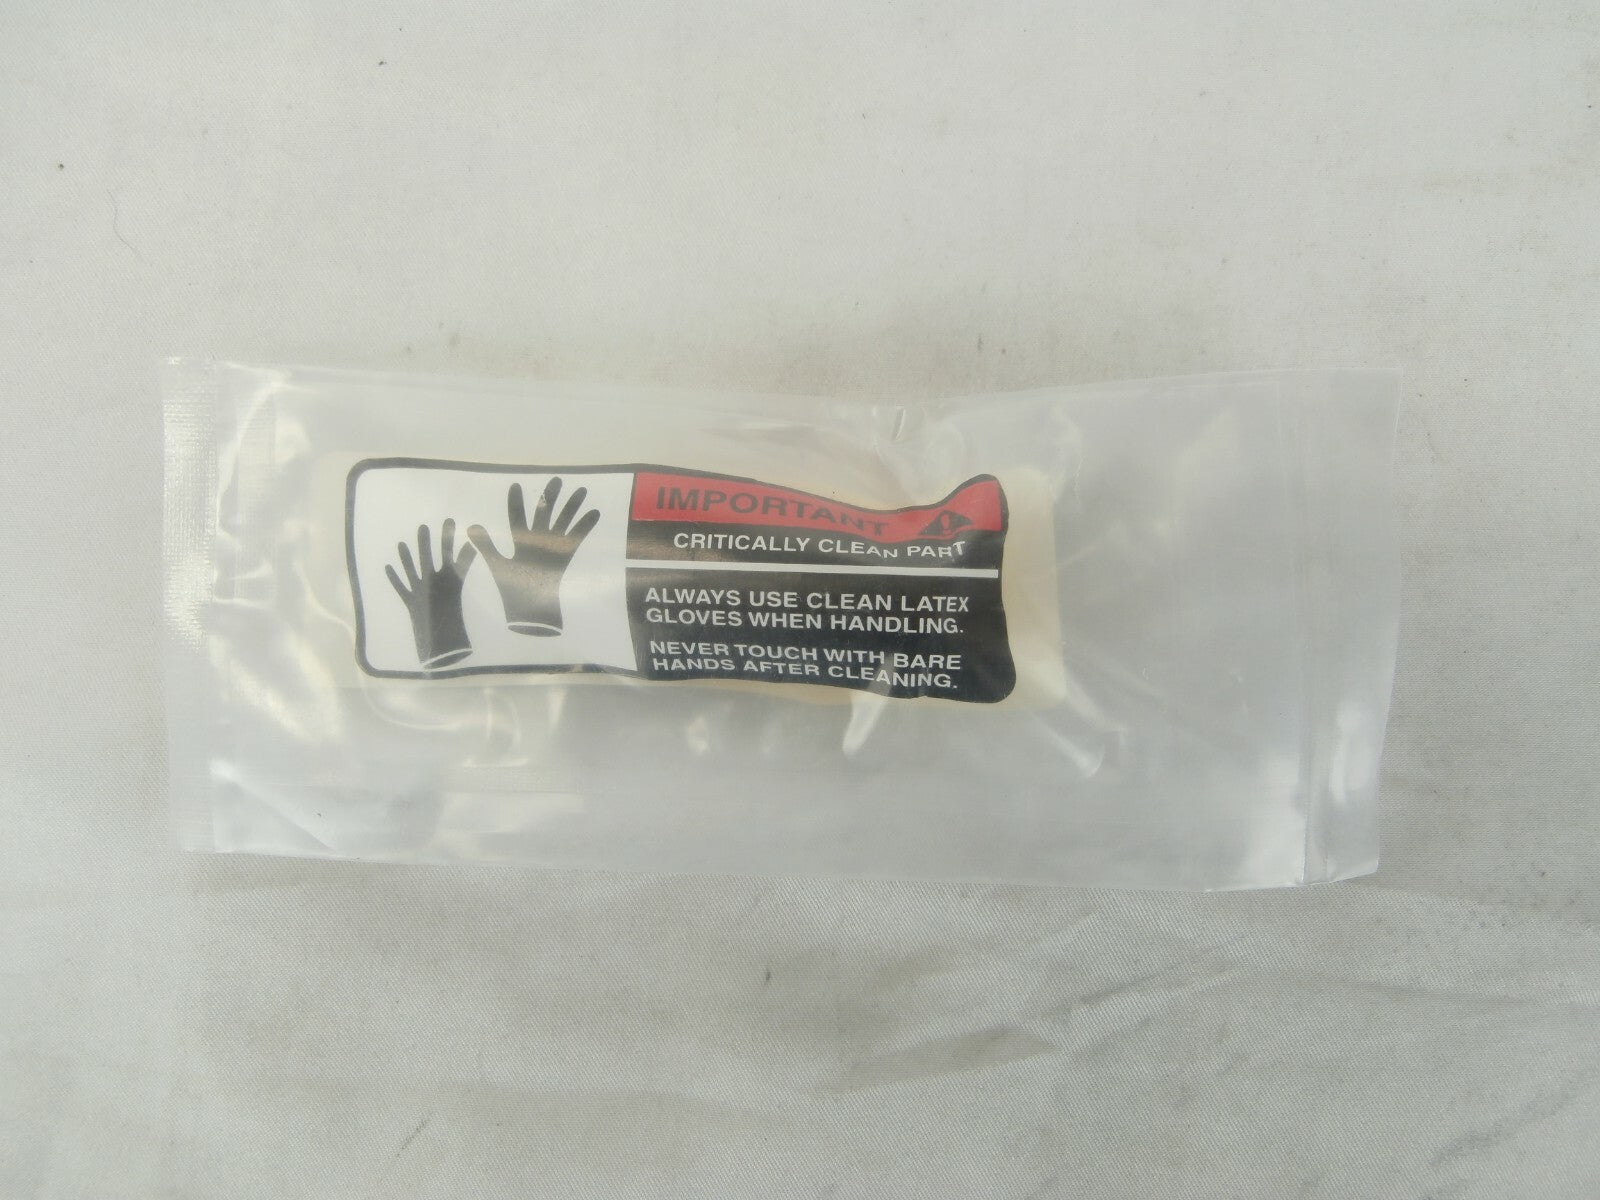 IMPORTANT
CRITICALLY CLEAN PART
ALWAYS USE CLEAN LATEX
GLOVES WHEN HANDLING.
NEVER TOUCH WITH BARE
HANDS AFTER CLEANING.